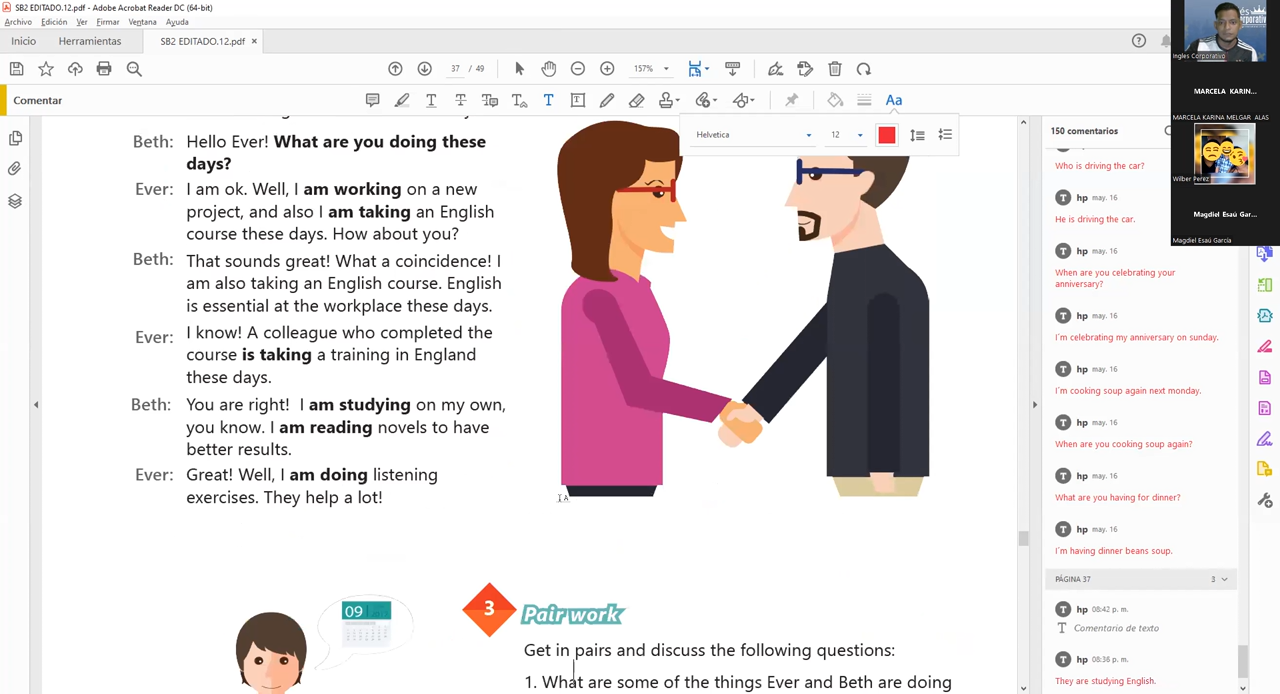 SB2 EDITADO.12.pdf - Adobe Acrobat Reader DC (64-bit)
Archivo Edición Ver Firmar Ventana Ayuda
Inicio Herramientas SB2 EDITADO.12.pdf ×
37 / 49 157%
Comentar
Helvetica 12
Beth: Hello Ever! What are you doing these
days?
Ever: I am ok. Well, I am working on a new
project, and also I am taking an English
course these days. How about you?
Beth: That sounds great! What a coincidence! I
am also taking an English course. English
is essential at the workplace these days.
Ever: I know! A colleague who completed the
course is taking a training in England
these days.
Beth: You are right! I am studying on my own,
you know. I am reading novels to have
better results.
Ever: Great! Well, I am doing listening
exercises. They help a lot!
09
3 Pair work
Get in pairs and discuss the following questions:
1. What are some of the things Ever and Beth are doing
150 comentarios
Who is driving the car?
T hp may. 16
He is driving the car.
T hp may. 16
When are you celebrating your
anniversary?
T hp may. 16
I´m celebrating my anniversary on sunday.
T hp may. 16
I´m cooking soup again next monday.
T hp may. 16
When are you cooking soup again?
T hp may. 16
What are you having for dinner?
T hp may. 16
I´m having dinner beans soup.
PÁGINA 37 3
T hp 08:42 p. m.
T Comentario de texto
T hp 08:38 p. m.
They are studying English.
Ingles Corporativo
MARCELA KARIN...
MARCELA KARINA MELGAR ALAS
Wilber Perez
Magdiel Esaú Gar...
Magdiel Esaú García